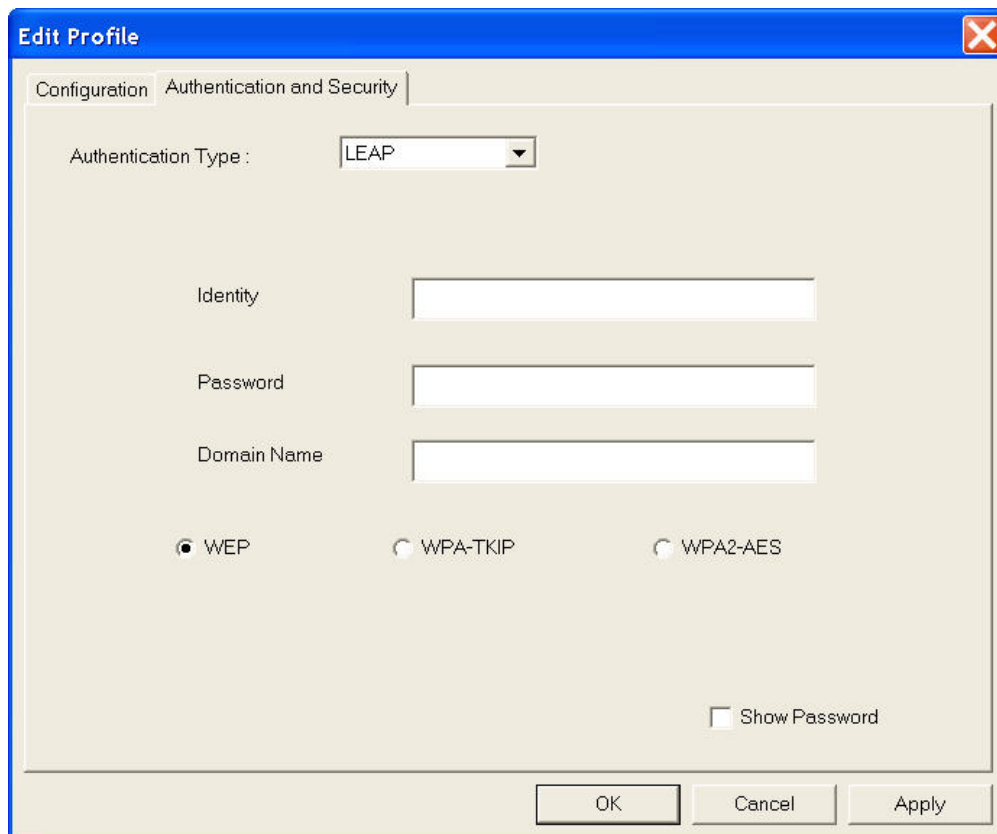 Edit Profile
Configuration
Authentication and Security
Authentication Type :
LEAP
Identity
Password
Domain Name
WEP
WPA-TKIP
WPA2-AES
Show Password
OK
Cancel
Apply